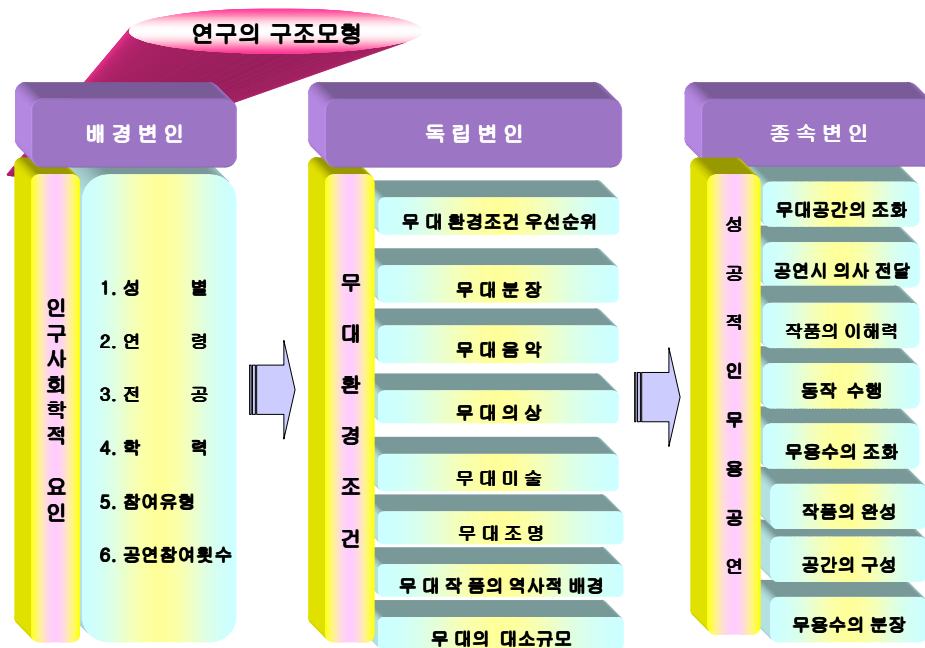 연구의 구조모형
배 경 변 인
인구사회학적 요인
1. 성 별
2. 연 령
3. 전 공
4. 학 력
5. 참여유형
6. 공연참여횟수
독 립 변 인
무대환경조건
무 대 환경조건 우선순위
무 대 분 장
무 대 음 악
무 대 의 상
무 대 미 술
무 대 조 명
무 대 작 품의 역사적 배경
무 대의 대소규모
종 속 변 인
성공적인무용공연
무대공간의 조화
공연시 의사 전달
작품의 이해력
동작 수행
무용수의 조화
작품의 완성
공간의 구성
무용수의 분장